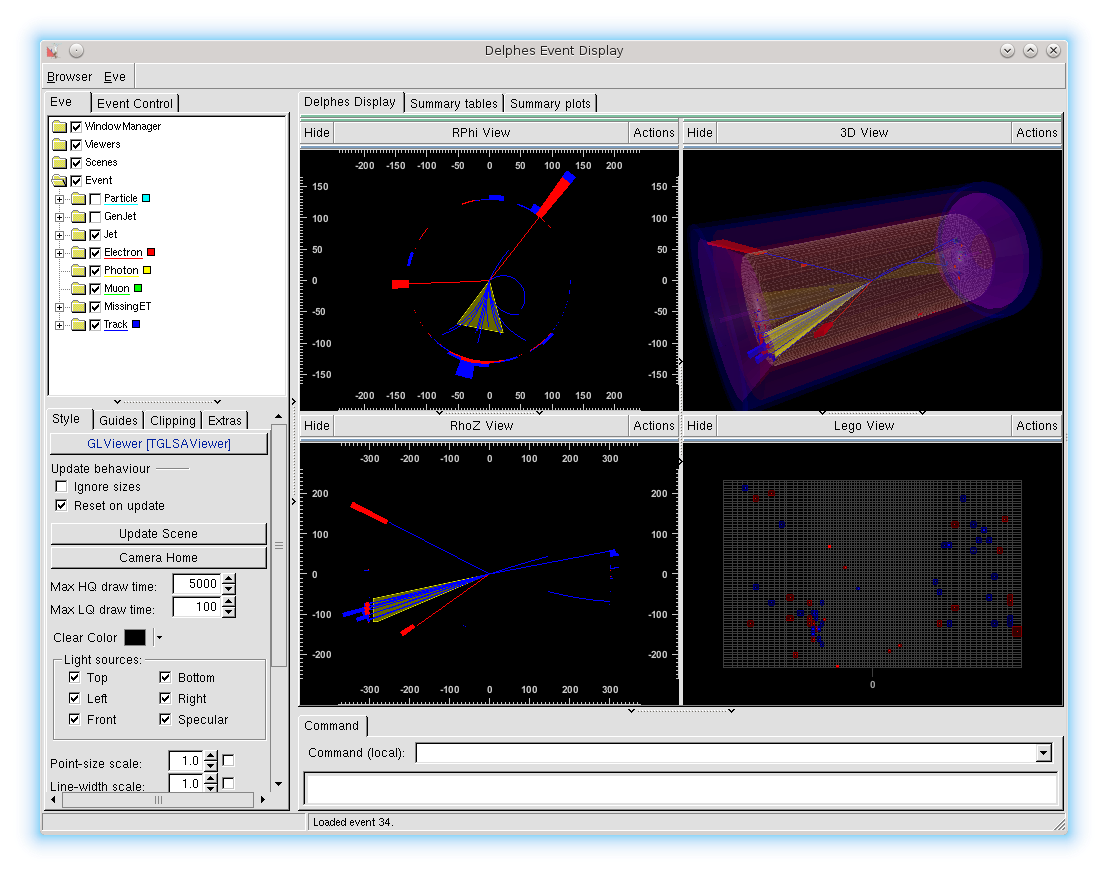 Delphes Event Display
Browser Eve
Eve Event Control
WindowManager
Viewers
Scenes
Event
Particle
GenJet
Jet
Electron
Photon
Muon
MissingET
Track
Style Guides Clipping Extras
GLViewer [TGLSAViewer]
Update behaviour
Ignore sizes
Reset on update
Update Scene
Camera Home
Max HQ draw time: 5000
Max LQ draw time: 100
Clear Color
Light sources:
Top Bottom
Left Right
Front Specular
Point-size scale: 1.0
Line-width scale: 1.0
Delphes Display Summary tables Summary plots
Hide RPhi View Actions
-200 -150 -100 -50 0 50 100 150 200
150 150
100 100
50 50
0 0
-50 -50
-100 -100
-150 -150
-200 -150 -100 -50 0 50 100 150 200
Hide 3D View Actions
Hide RhoZ View Actions
-300 -200 -100 0 100 200 300
200 200
100 100
0 0
-100 -100
-200 -200
-300 -200 -100 0 100 200 300
Hide Lego View Actions
0
Command
Command (local):
Loaded event 34.